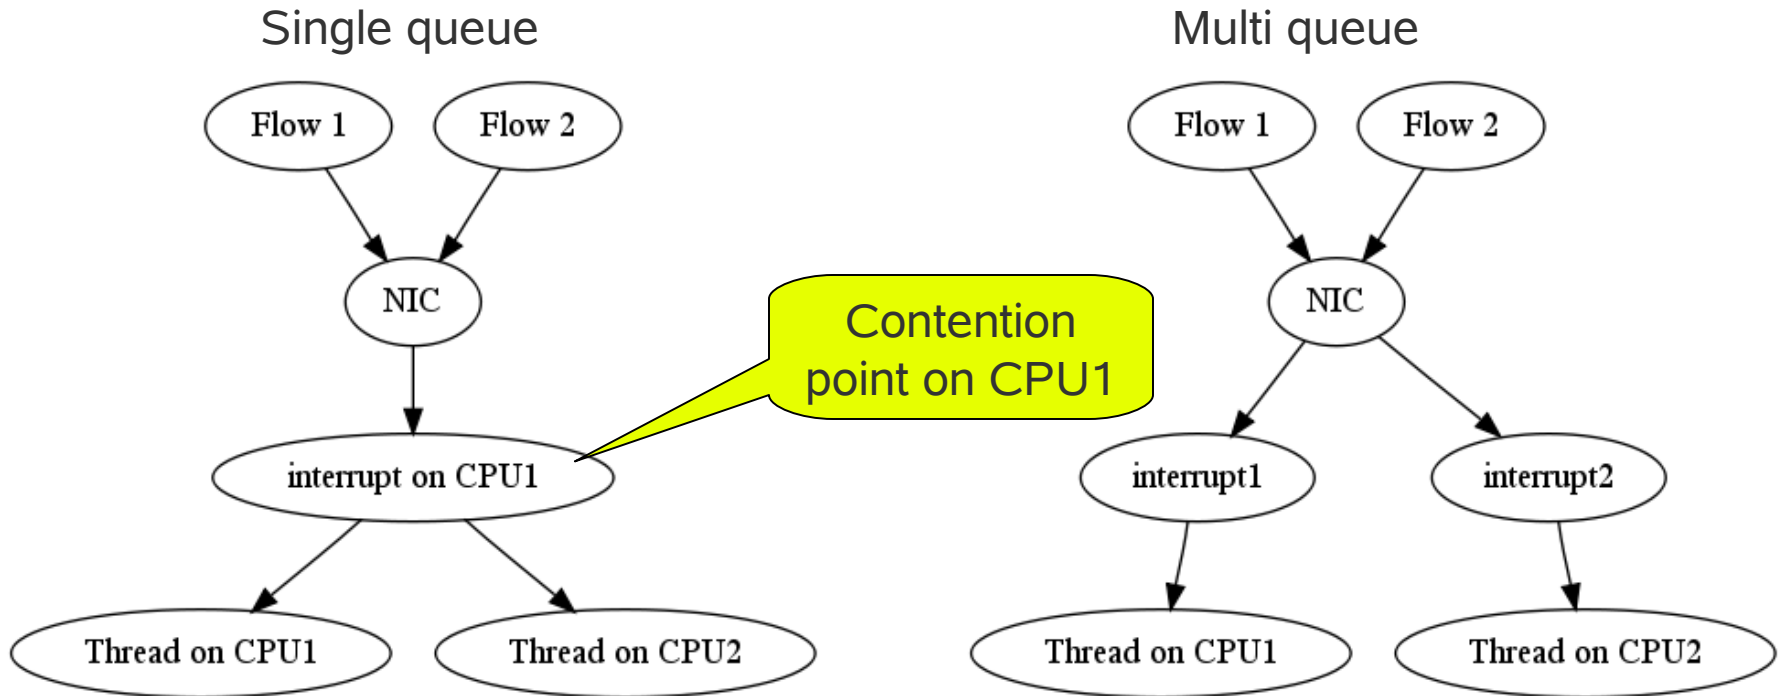 Single queue
Flow 1
Flow 2
NIC
Contention
point on CPU1
interrupt on CPU1
Thread on CPU1
Thread on CPU2
Multi queue
Flow 1
Flow 2
NIC
interrupt1
interrupt2
Thread on CPU1
Thread on CPU2